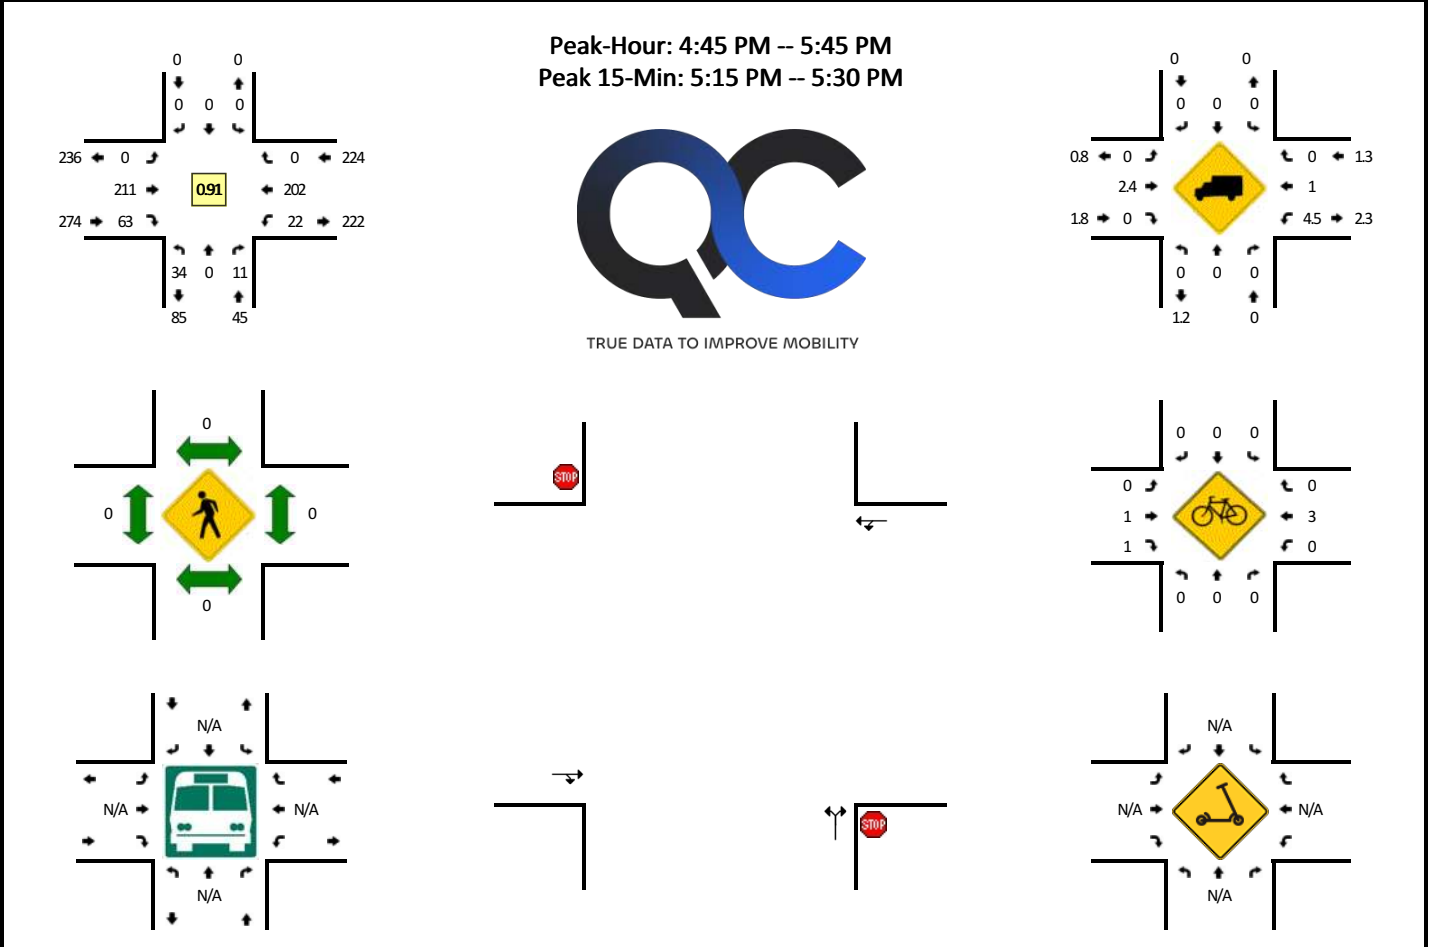 Peak-Hour: 4:45 PM -- 5:45 PM
Peak 15-Min: 5:15 PM -- 5:30 PM
0 0
0 0 0
236 0 0 224
211 0.91 202
274 63 22 222
34 0 11
85 45
0 0
0 0 0
0.8 0 0 1.3
2.4 1
1.8 0 4.5 2.3
0 0 0
1.2 0
QC
TRUE DATA TO IMPROVE MOBILITY
0
0 0
0
STOP
STOP
0 0 0
0 0
1 3
1 0
0 0 0
N/A
N/A N/A
N/A
N/A
N/A N/A
N/A